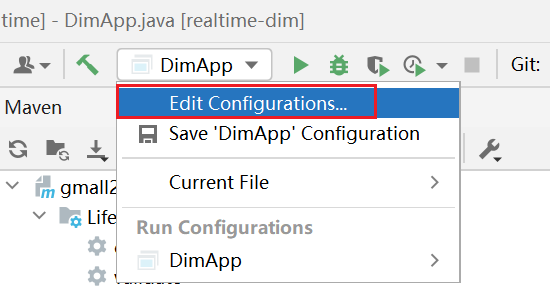 time] - DimApp.java [realtime-dim]
DimApp
Git:
Maven
Edit Configurations...
Save 'DimApp' Configuration
Current File
gmall2
Life
Run Configurations
DimApp